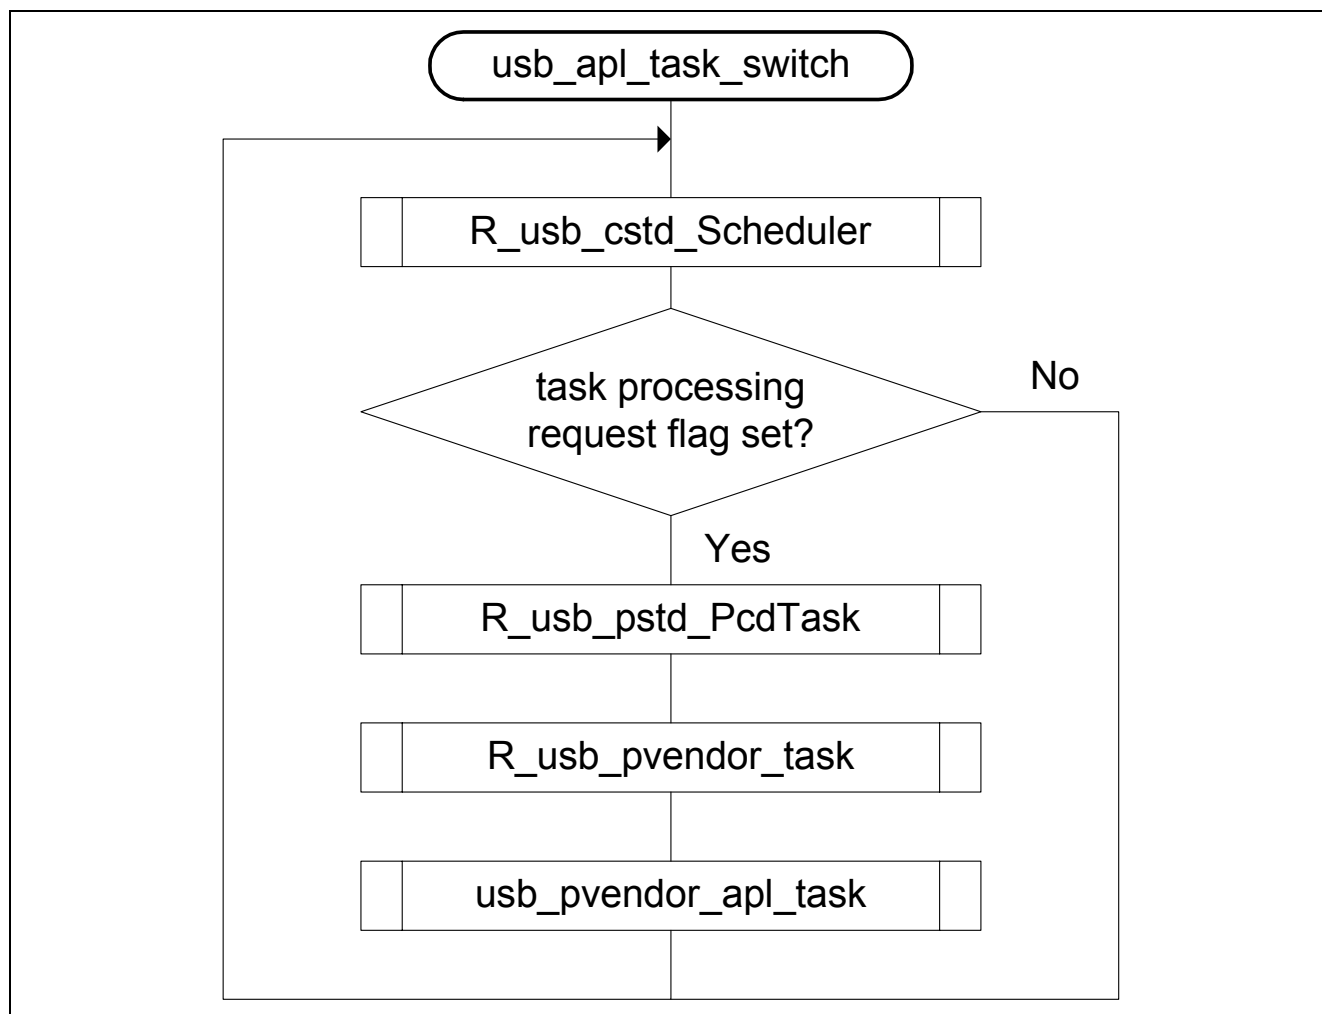 usb_apl_task_switch
R_usb_cstd_Scheduler
task processing
request flag set?
No
Yes
R_usb_pstd_PcdTask
R_usb_pvendor_task
usb_pvendor_apl_task